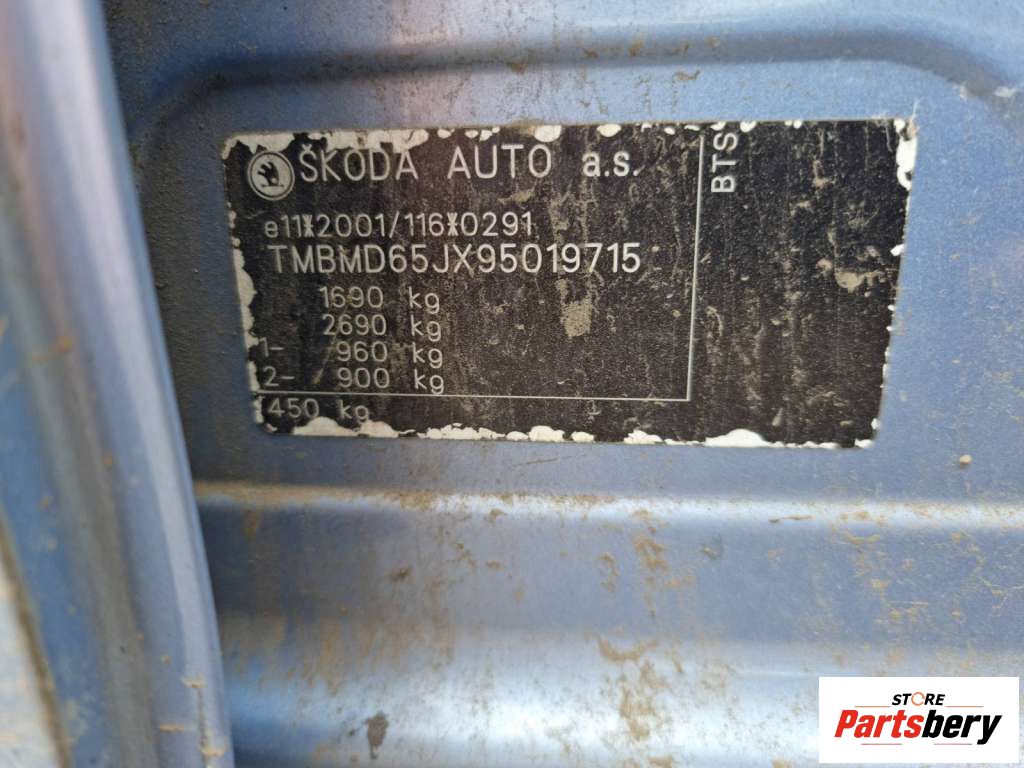 ŠKODA AUTO a.s.
BTS
e11*2001/116*0291
TMBMD65JX95019715
1690 kg
2690 kg
1- 960 kg
2- 900 kg
450 kg
STORE
Partsbery